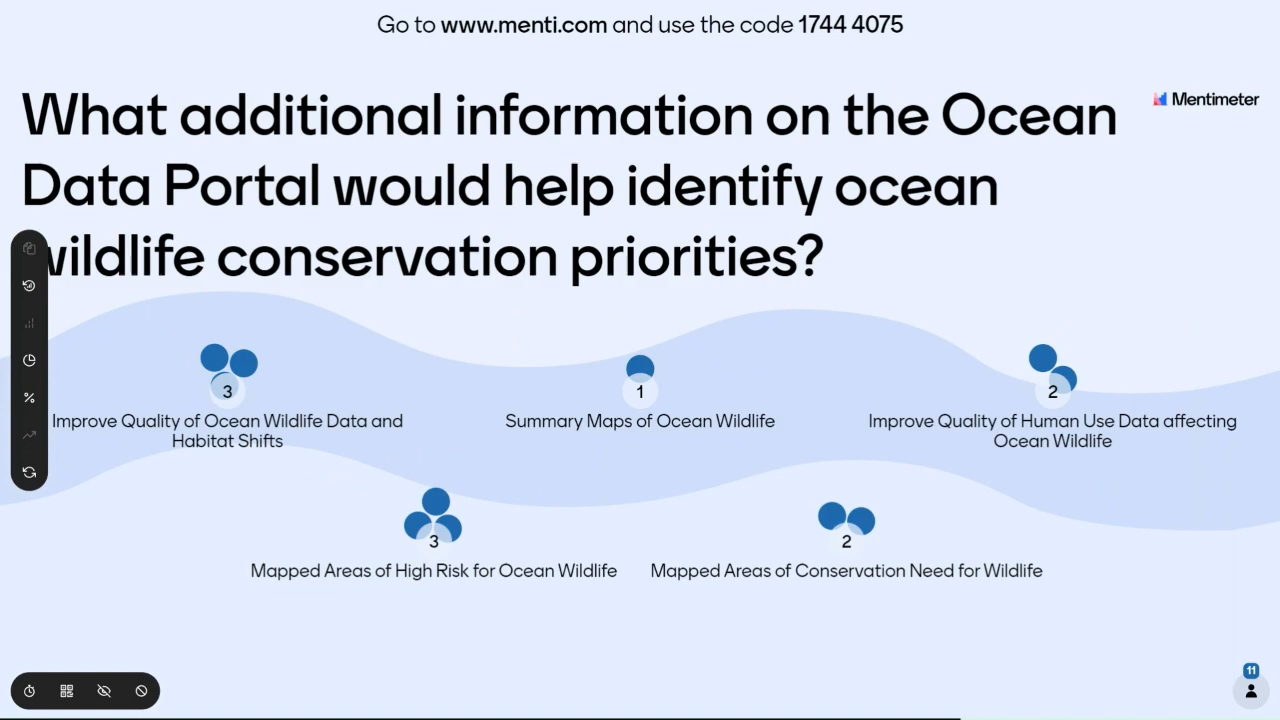 Go to www.menti.com and use the code 1744 4075
Mentimeter
What additional information on the Ocean
Data Portal would help identify ocean
wildlife conservation priorities?
3
Improve Quality of Ocean Wildlife Data and
Habitat Shifts
1
Summary Maps of Ocean Wildlife
2
Improve Quality of Human Use Data affecting
Ocean Wildlife
3
Mapped Areas of High Risk for Ocean Wildlife
2
Mapped Areas of Conservation Need for Wildlife
11